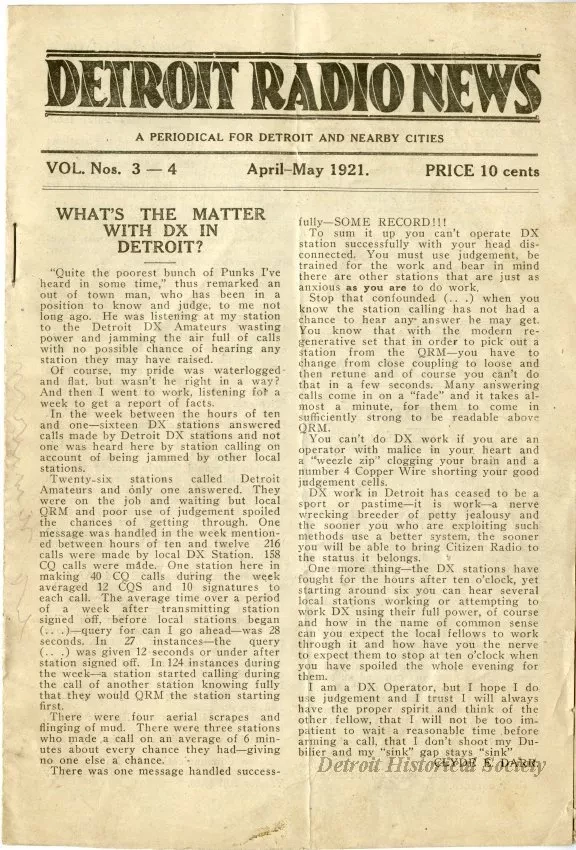 DETROIT RADIO NEWS
A PERIODICAL FOR DETROIT AND NEARBY CITIES
VOL. Nos. 3 — 4 April–May 1921. PRICE 10 cents
WHAT'S THE MATTER
WITH DX IN
DETROIT?
"Quite the poorest bunch of Punks I've
heard in some time," thus remarked an
out of town man, who has been in a
position to know and judge, to me not
long ago. He was listening at my station
to the Detroit DX Amateurs wasting
power and jamming the air full of calls
with no possible chance of hearing any
station they may have raised.
Of course, my pride was waterlogged
and flat, but wasn't he right in a way?
And then I went to work, listening for a
week to get a report of facts.
In the week between the hours of ten
and one—sixteen DX stations answered
calls made by Detroit DX stations and not
one was heard here by station calling on
account of being jammed by other local
stations.
Twenty-six stations called Detroit
Amateurs and only one answered. They
were on the job and waiting but local
QRM and poor use of judgement spoiled
the chances of getting through. One
message was handled in the week mention-
ed between hours of ten and twelve 216
calls were made by local DX Station. 158
CQ calls were made. One station here in
making 40 CQ calls during the week
averaged 12 CQS and 10 signatures to
each call. The average time over a period
of a week after transmitting station
signed off, before local stations began
(. . . .)—query for can I go ahead—was 28
seconds. In 27 instances—the query
(. . .) was given 12 seconds or under after
station signed off. In 124 instances during
the week—a station started calling during
the call of another station knowing fully
that they would QRM the station starting
first.
There were four aerial scrapes and
flinging of mud. There were three stations
who made a call on an average of 6 min-
utes about every chance they had—giving
no one else a chance.
There was one message handled success-
fully—SOME RECORD!!!
To sum it up you can't operate DX
station successfully with your head dis-
connected. You must use judgement, be
trained for the work and bear in mind
there are other stations that are just as
anxious as you are to do work.
Stop that confounded (. . .) when you
know the station calling has not had a
chance to hear any answer he may get.
You know that with the modern re-
generative set that in order to pick out a
station from the QRM—you have to
change from close coupling to loose and
then retune and of course you can't do
that in a few seconds. Many answering
calls come in on a "fade" and it takes al-
most a minute, for them to come in
sufficiently strong to be readable above
QRM.
You can't do DX work if you are an
operator with malice in your heart and
a "weezle zip" clogging your brain and a
number 4 Copper Wire shorting your good
judgement cells.
DX work in Detroit has ceased to be a
sport or pastime—it is work—a nerve
wrecking breeder of petty jealousy and
the sooner you who are exploiting such
methods use a better system, the sooner
you will be able to bring Citizen Radio to
the status it belongs.
One more thing—the DX stations have
fought for the hours after ten o'clock, yet
starting around six you can hear several
local stations working or attempting to
work DX using their full power, of course
and how in the name of common sense
can you expect the local fellows to work
through it and how have you the nerve
to expect them to stop at ten o'clock when
you have spoiled the whole evening for
them.
I am a DX Operator, but I hope I do
use judgement and I trust I will always
have the proper spirit and think of the
other fellow, that I will not be too im-
patient to wait a reasonable time before
arming a call, that I don't shoot my Du-
bilier and my "sink" gap stays "sink"
CLYDE E. DARR.
Detroit Historical Society